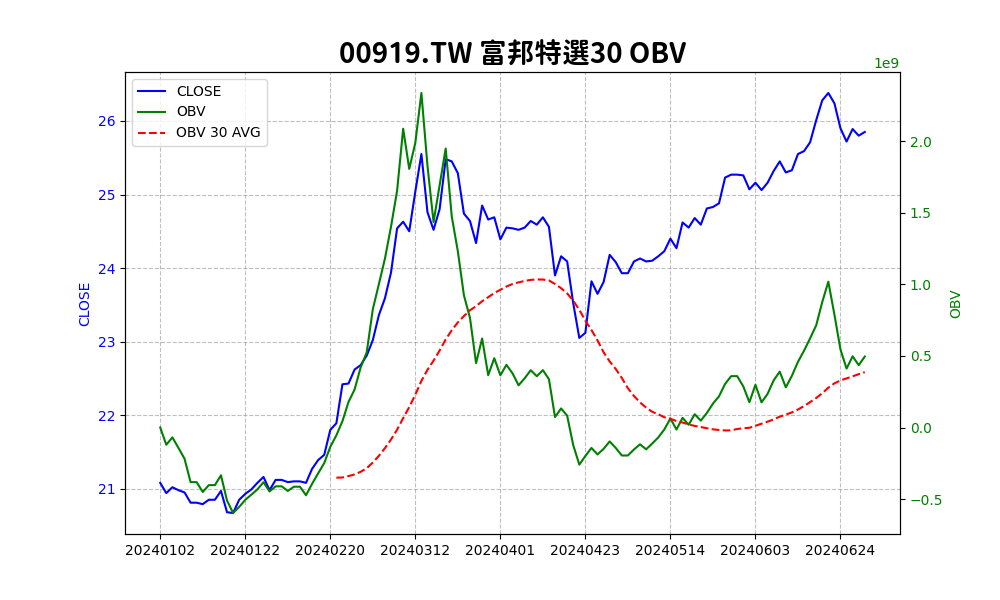 00919.TW 富邦特選30 OBV
1e9
CLOSE
OBV
OBV 30 AVG
26
25
24
23
22
21
CLOSE
2.0
1.5
1.0
0.5
0.0
−0.5
OBV
20240102 20240122 20240220 20240312 20240401 20240423 20240514 20240603 20240624